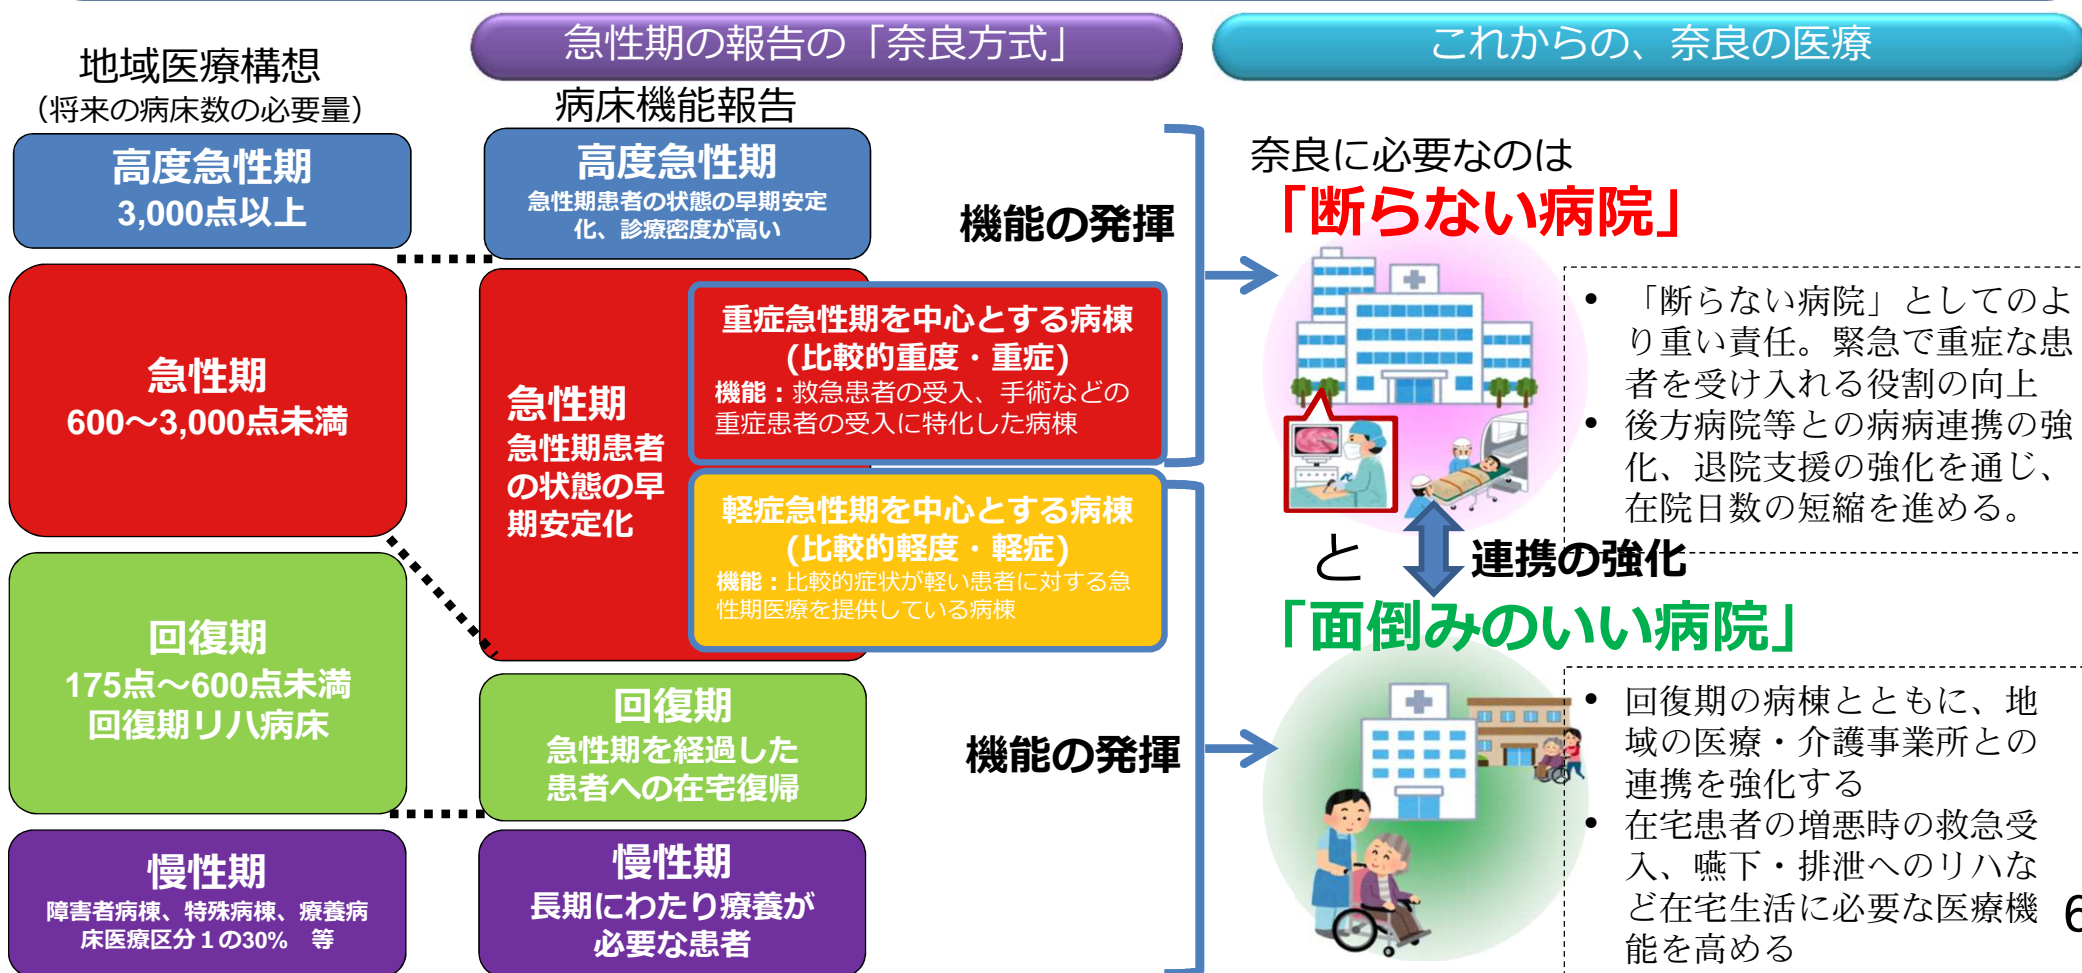 急性期の報告の「奈良方式」
これからの、奈良の医療
地域医療構想
（将来の病床数の必要量）
高度急性期
3,000点以上
急性期
600～3,000点未満
回復期
175点～600点未満
回復期リハ病床
慢性期
障害者病棟、特殊病棟、療養病
床医療区分１の30%　等
病床機能報告
高度急性期
急性期患者の状態の早期安定
化、診療密度が高い
急性期
急性期患者
の状態の早
期安定化
重症急性期を中心とする病棟
(比較的重度・重症)
機能：救急患者の受入、手術などの
重症患者の受入に特化した病棟
軽症急性期を中心とする病棟
(比較的軽度・軽症)
機能：比較的症状が軽い患者に対する急
性期医療を提供している病棟
回復期
急性期を経過した
患者への在宅復帰
慢性期
長期にわたり療養が
必要な患者
機能の発揮
機能の発揮
奈良に必要なのは
「断らない病院」
• 「断らない病院」としてのよ
り重い責任。緊急で重症な患
者を受け入れる役割の向上
• 後方病院等との病病連携の強
化、退院支援の強化を通じ、
在院日数の短縮を進める。
と
連携の強化
「面倒みのいい病院」
• 回復期の病棟とともに、地
域の医療・介護事業所との
連携を強化する
• 在宅患者の増悪時の救急受
入、嚥下・排泄へのリハな
ど在宅生活に必要な医療機
能を高める
6